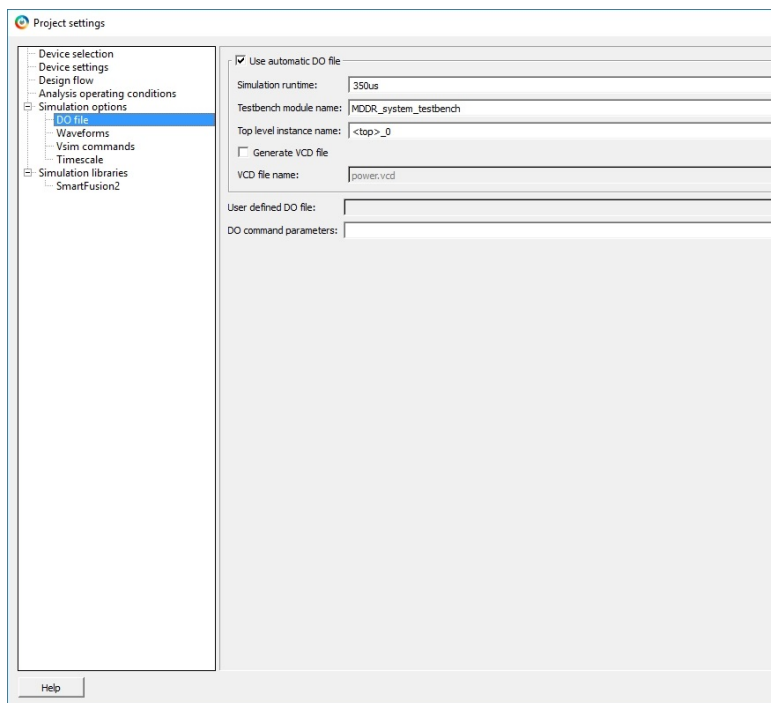 Project settings
Device selection
Device settings
Design flow
Analysis operating conditions
Simulation options
DO file
Waveforms
Vsim commands
Timescale
Simulation libraries
SmartFusion2
Use automatic DO file
Simulation runtime: 350us
Testbench module name: MDDR_system_testbench
Top level instance name: <top>_0
Generate VCD file
VCD file name: power.vcd
User defined DO file:
DO command parameters:
Help